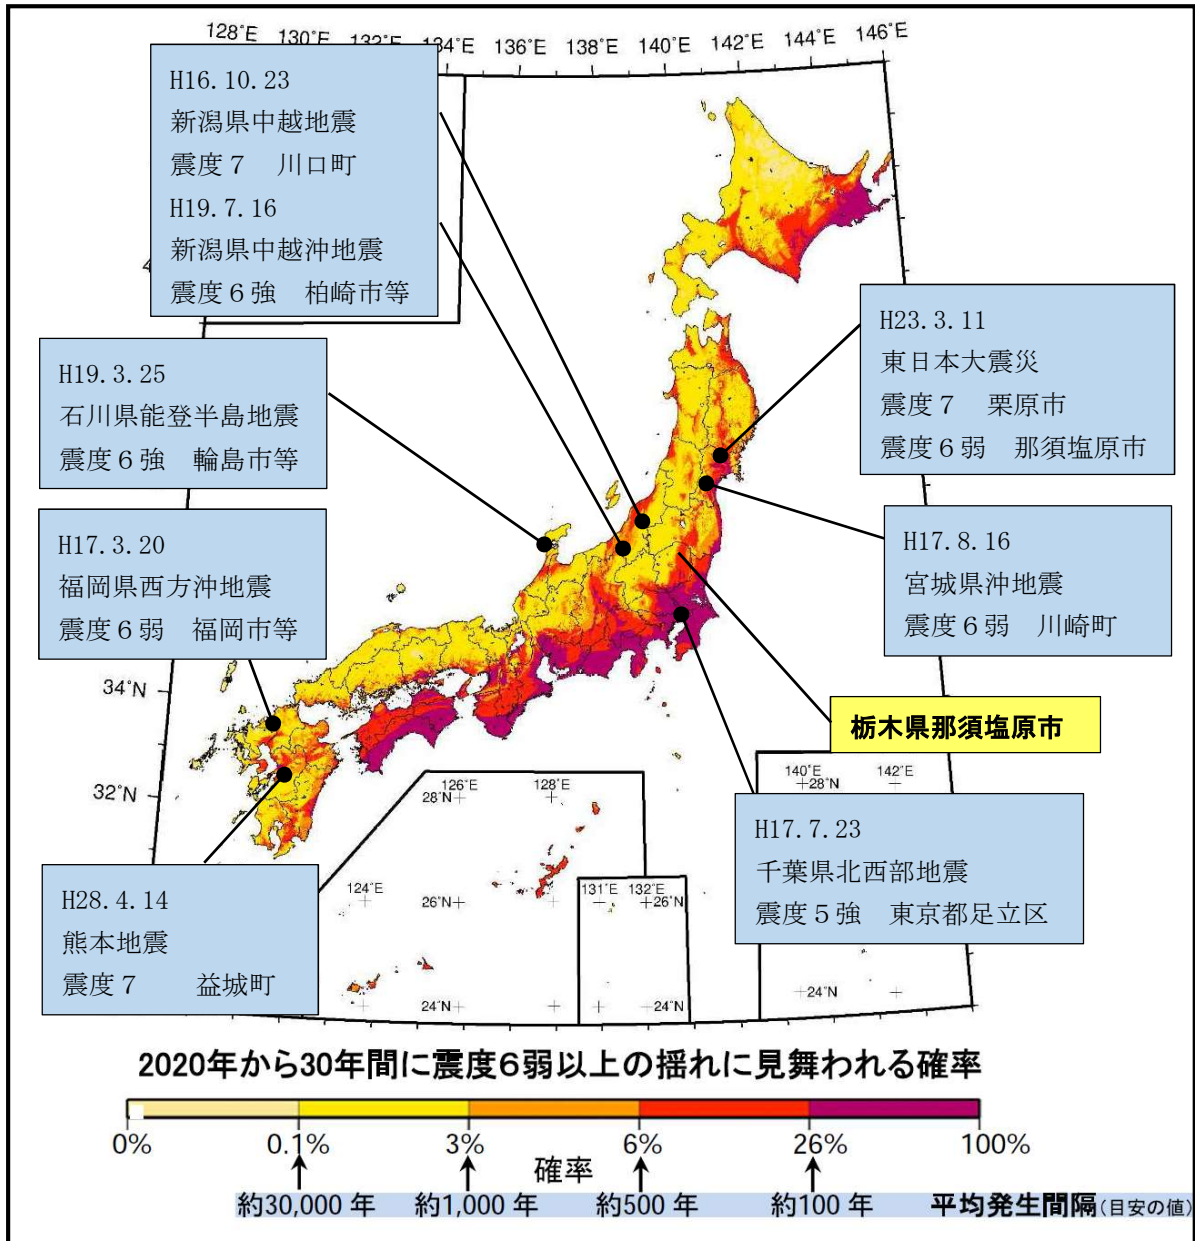 128°E 130°E 132°E 134°E 136°E 138°E 140°E 142°E 144°E 146°E
H16.10.23
新潟県中越地震
震度７　川口町
H19.7.16
新潟県中越沖地震
震度６強　柏崎市等
H19.3.25
石川県能登半島地震
震度６強　輪島市等
H17.3.20
福岡県西方沖地震
震度６弱　福岡市等
H23.3.11
東日本大震災
震度７　栗原市
震度６弱　那須塩原市
H17.8.16
宮城県沖地震
震度６弱　川崎町
34°N
32°N
栃木県那須塩原市
H28.4.14
熊本地震
震度７　　益城町
H17.7.23
千葉県北西部地震
震度５強　東京都足立区
126°E 128°E
28°N
124°E
26°N
24°N
131°E 132°E
26°N
24°N
140°E 142°E
28°N
24°N
2020年から30年間に震度６弱以上の揺れに見舞われる確率
0% 0.1% 3% 6% 26% 100%
確率
約30,000 年 約1,000 年 約500 年 約100 年 平均発生間隔(目安の値)